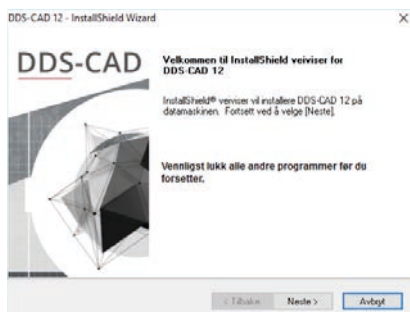 DDS-CAD 12 - InstallShield Wizard
DDS-CAD
Velkommen til InstallShield veiviser for
DDS-CAD 12
InstallShield® veiviser vil installere DDS-CAD 12 på
datamaskinen. Fortsett ved å velge [Neste].
Vennligst lukk alle andre programmer før du
forsetter.
< Tilbake
Neste >
Avbryt